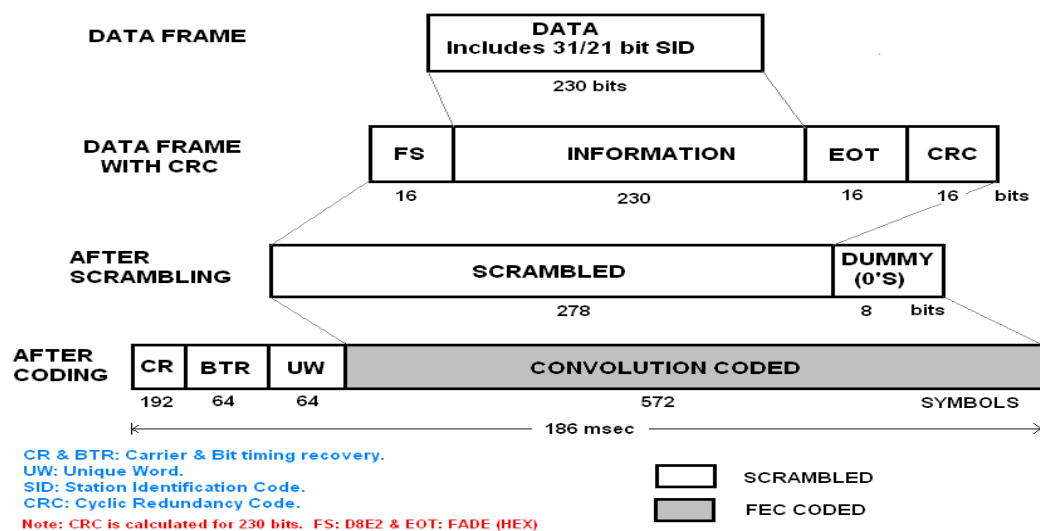 DATA FRAME
DATA
Includes 31/21 bit SID
230 bits
DATA FRAME
WITH CRC
FS
INFORMATION
EOT
CRC
16
230
16
16
bits
AFTER
SCRAMBLING
SCRAMBLED
DUMMY
(0'S)
278
8
bits
AFTER
CODING
CR
BTR
UW
CONVOLUTION CODED
192
64
64
572
SYMBOLS
186 msec
CR & BTR: Carrier & Bit timing recovery.
UW: Unique Word.
SID: Station Identification Code.
CRC: Cyclic Redundancy Code.
Note: CRC is calculated for 230 bits. FS: D8E2 & EOT: FADE (HEX)
SCRAMBLED
FEC CODED